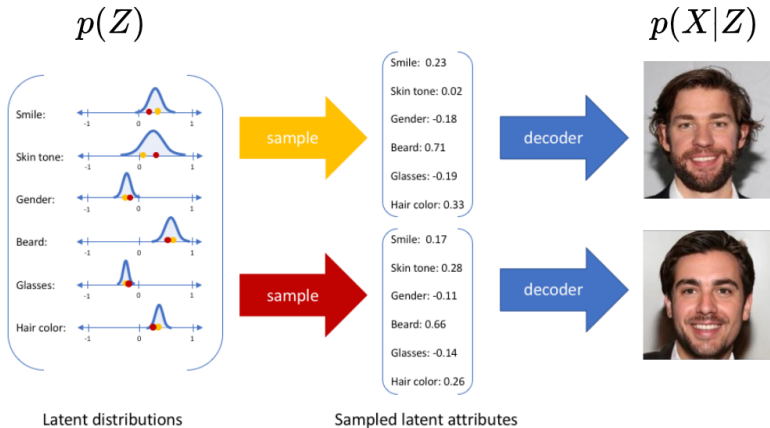 p(Z)
p(X|Z)
Smile:
-1 0 1
Skin tone:
-1 0 1
Gender:
-1 0 1
Beard:
-1 0 1
Glasses:
-1 0 1
Hair color:
-1 0 1
sample
Smile: 0.23
Skin tone: 0.02
Gender: -0.18
Beard: 0.71
Glasses: -0.19
Hair color: 0.33
decoder
sample
Smile: 0.17
Skin tone: 0.28
Gender: -0.11
Beard: 0.66
Glasses: -0.14
Hair color: 0.26
decoder
Latent distributions
Sampled latent attributes